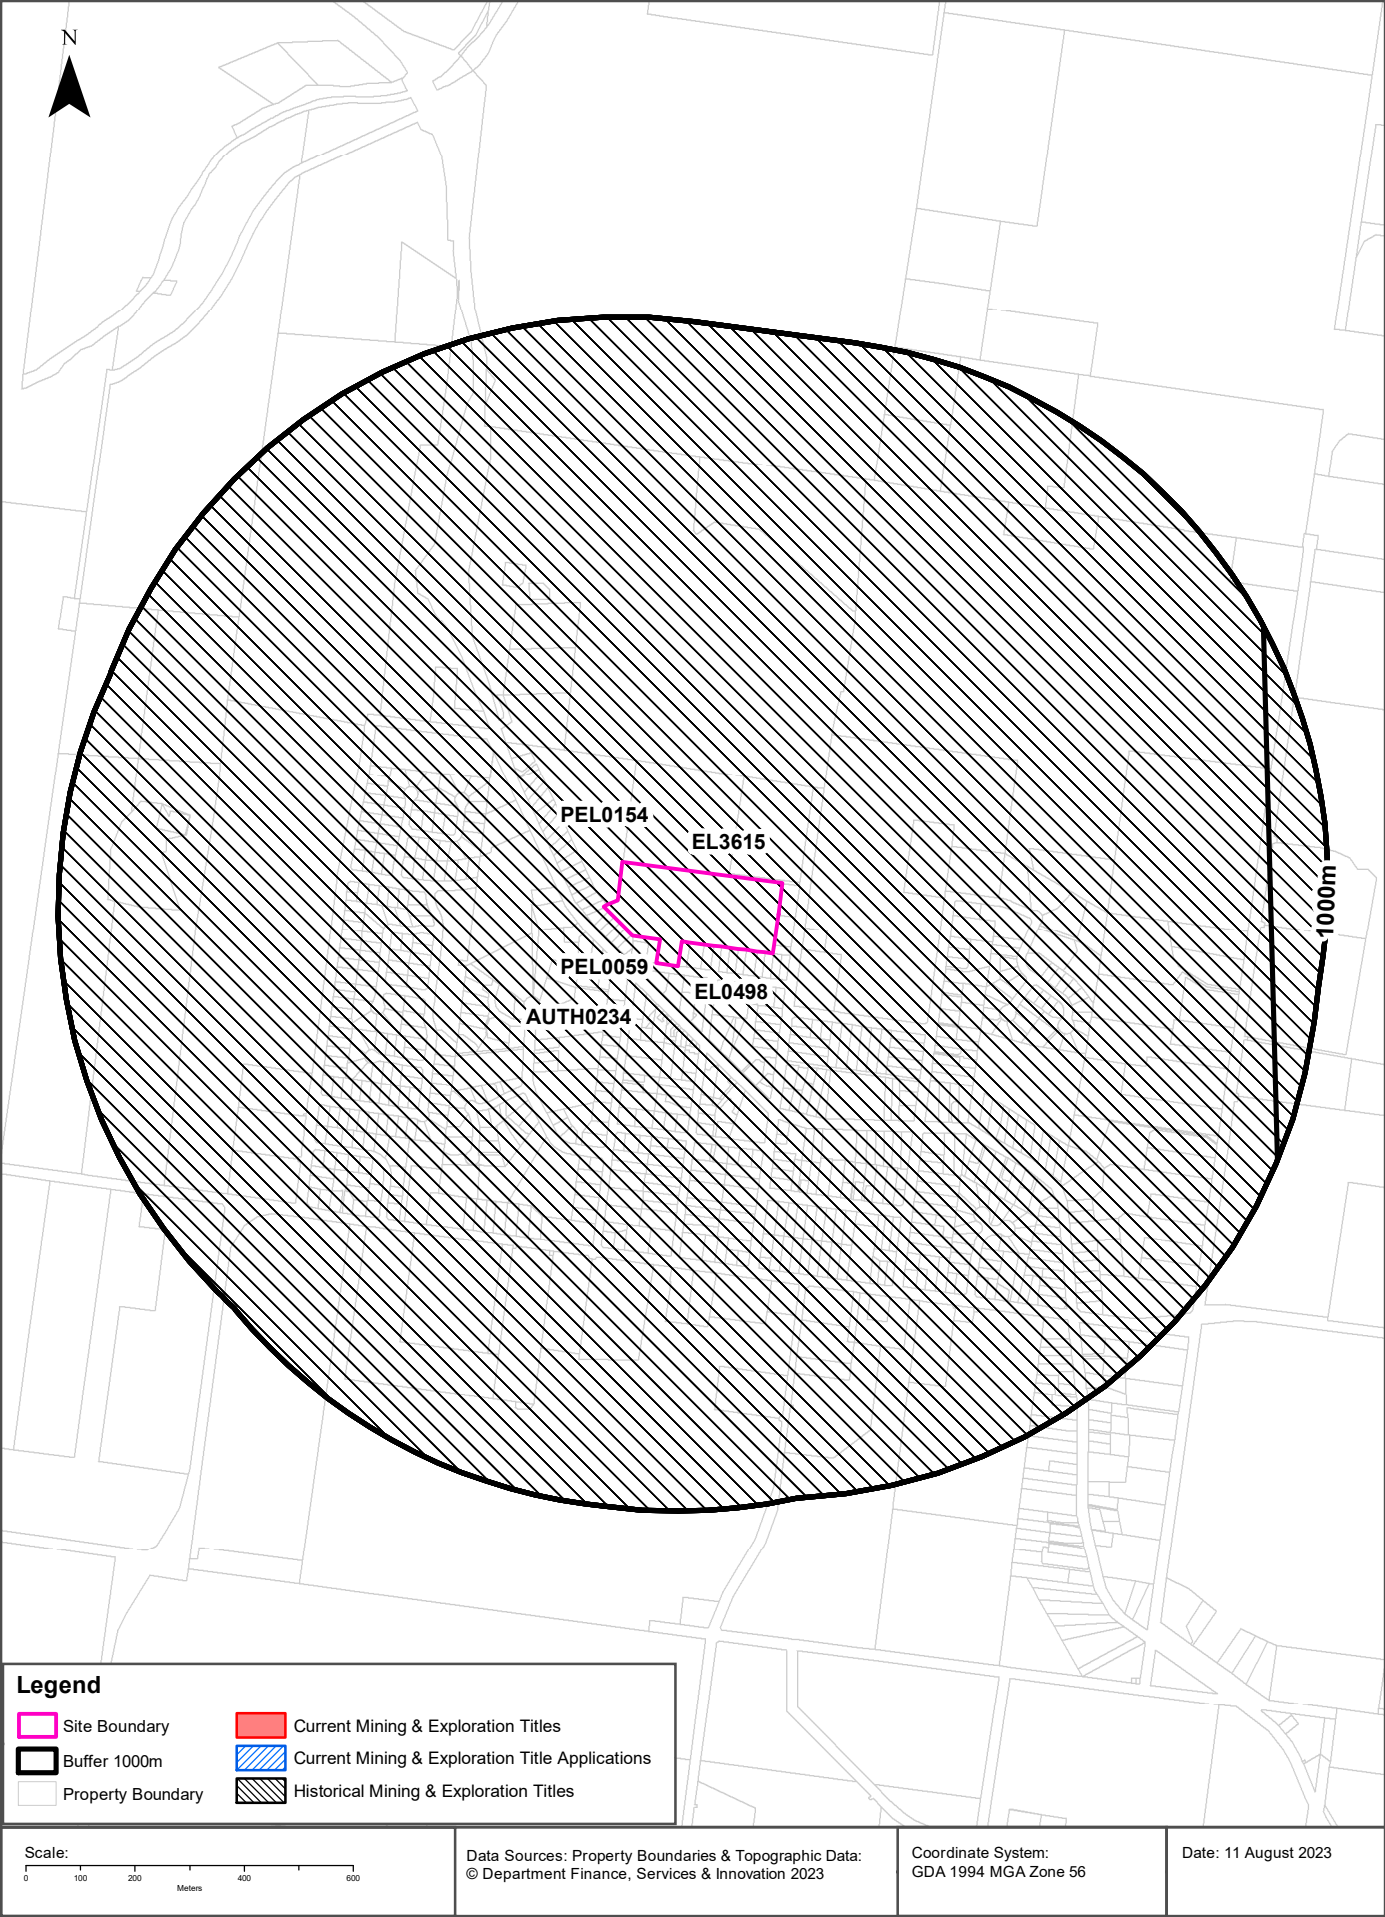 N
PEL0154
EL3615
1000m
PEL0059
EL0498
AUTH0234
Legend
Site Boundary
Buffer 1000m
Property Boundary
Current Mining & Exploration Titles
Current Mining & Exploration Title Applications
Historical Mining & Exploration Titles
Scale:
0 100 200 400 600
Meters
Data Sources: Property Boundaries & Topographic Data:
© Department Finance, Services & Innovation 2023
Coordinate System:
GDA 1994 MGA Zone 56
Date: 11 August 2023